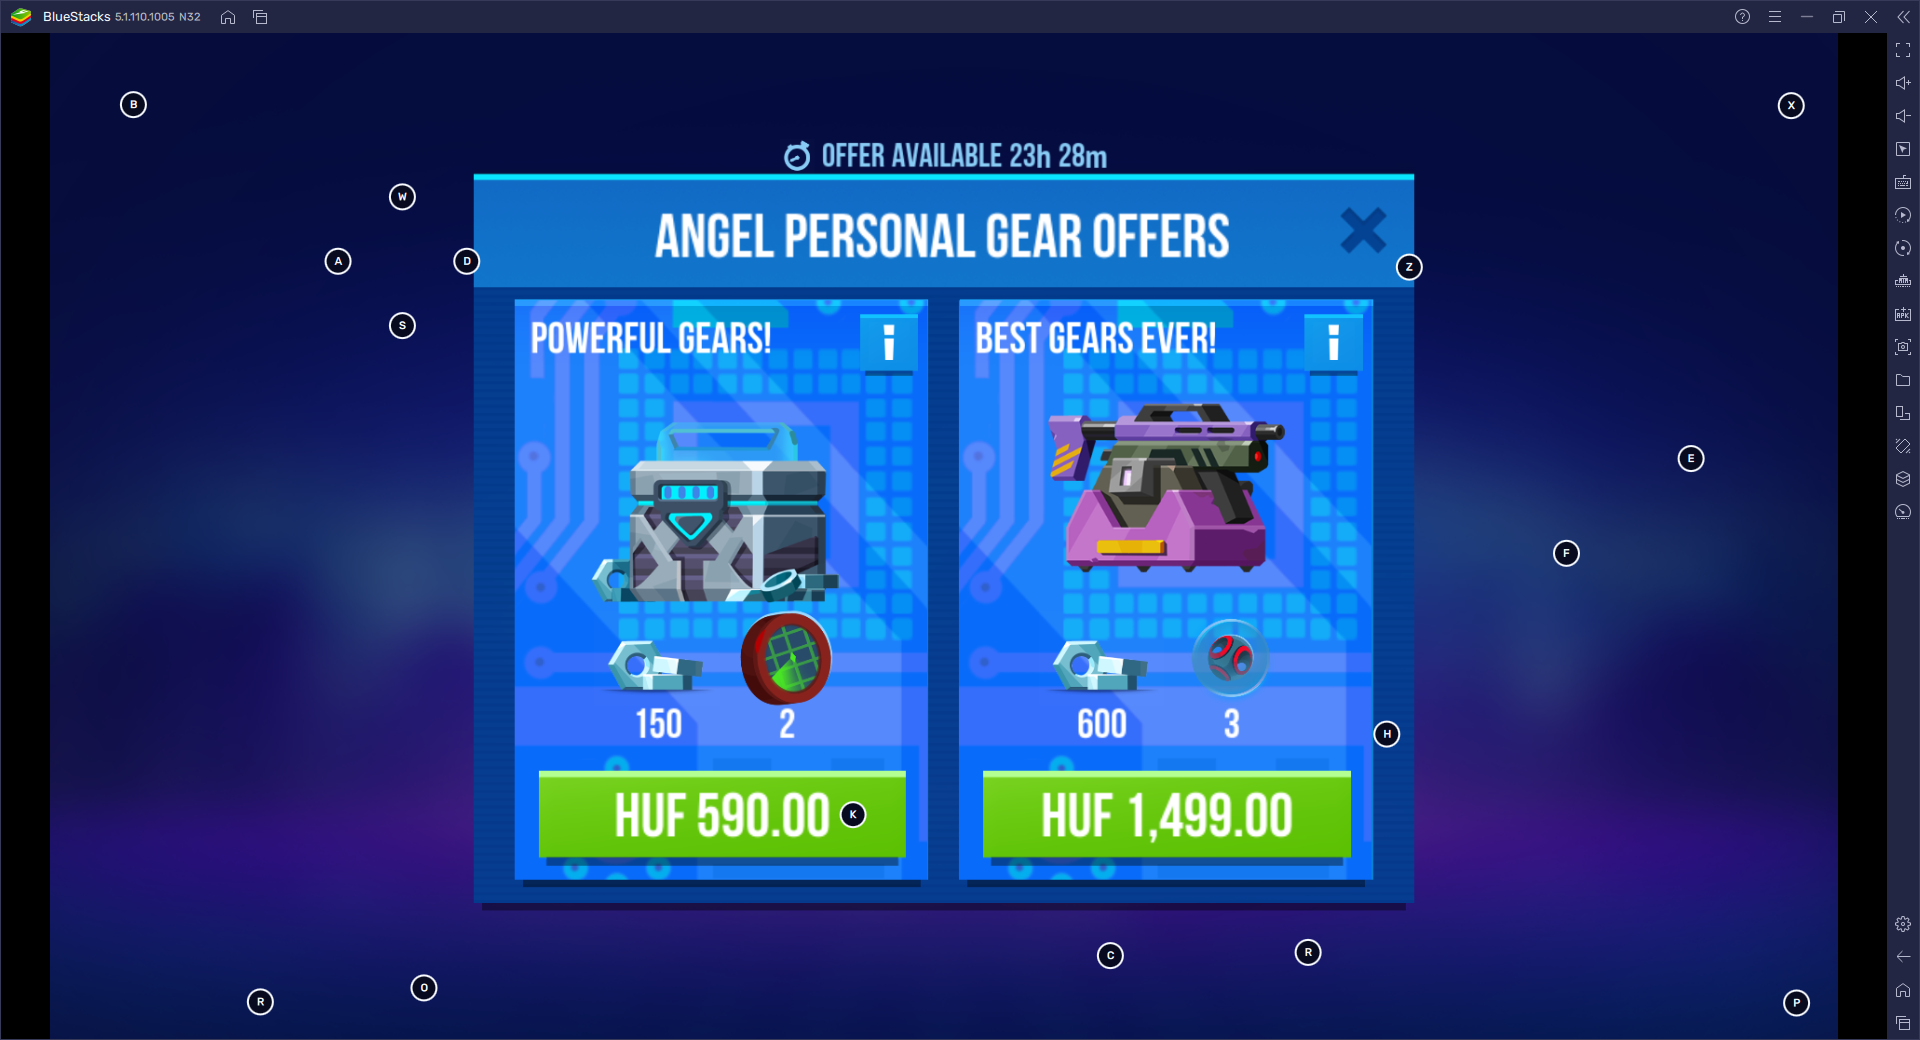 BlueStacks 5.1.110.1005 N32
B
X
OFFER AVAILABLE 23h 28m
W
ANGEL PERSONAL GEAR OFFERS
A
D
Z
S
POWERFUL GEARS!
i
BEST GEARS EVER!
i
E
F
150
2
600
3
H
HUF 590.00
K
HUF 1,499.00
C
R
O
R
P
APK